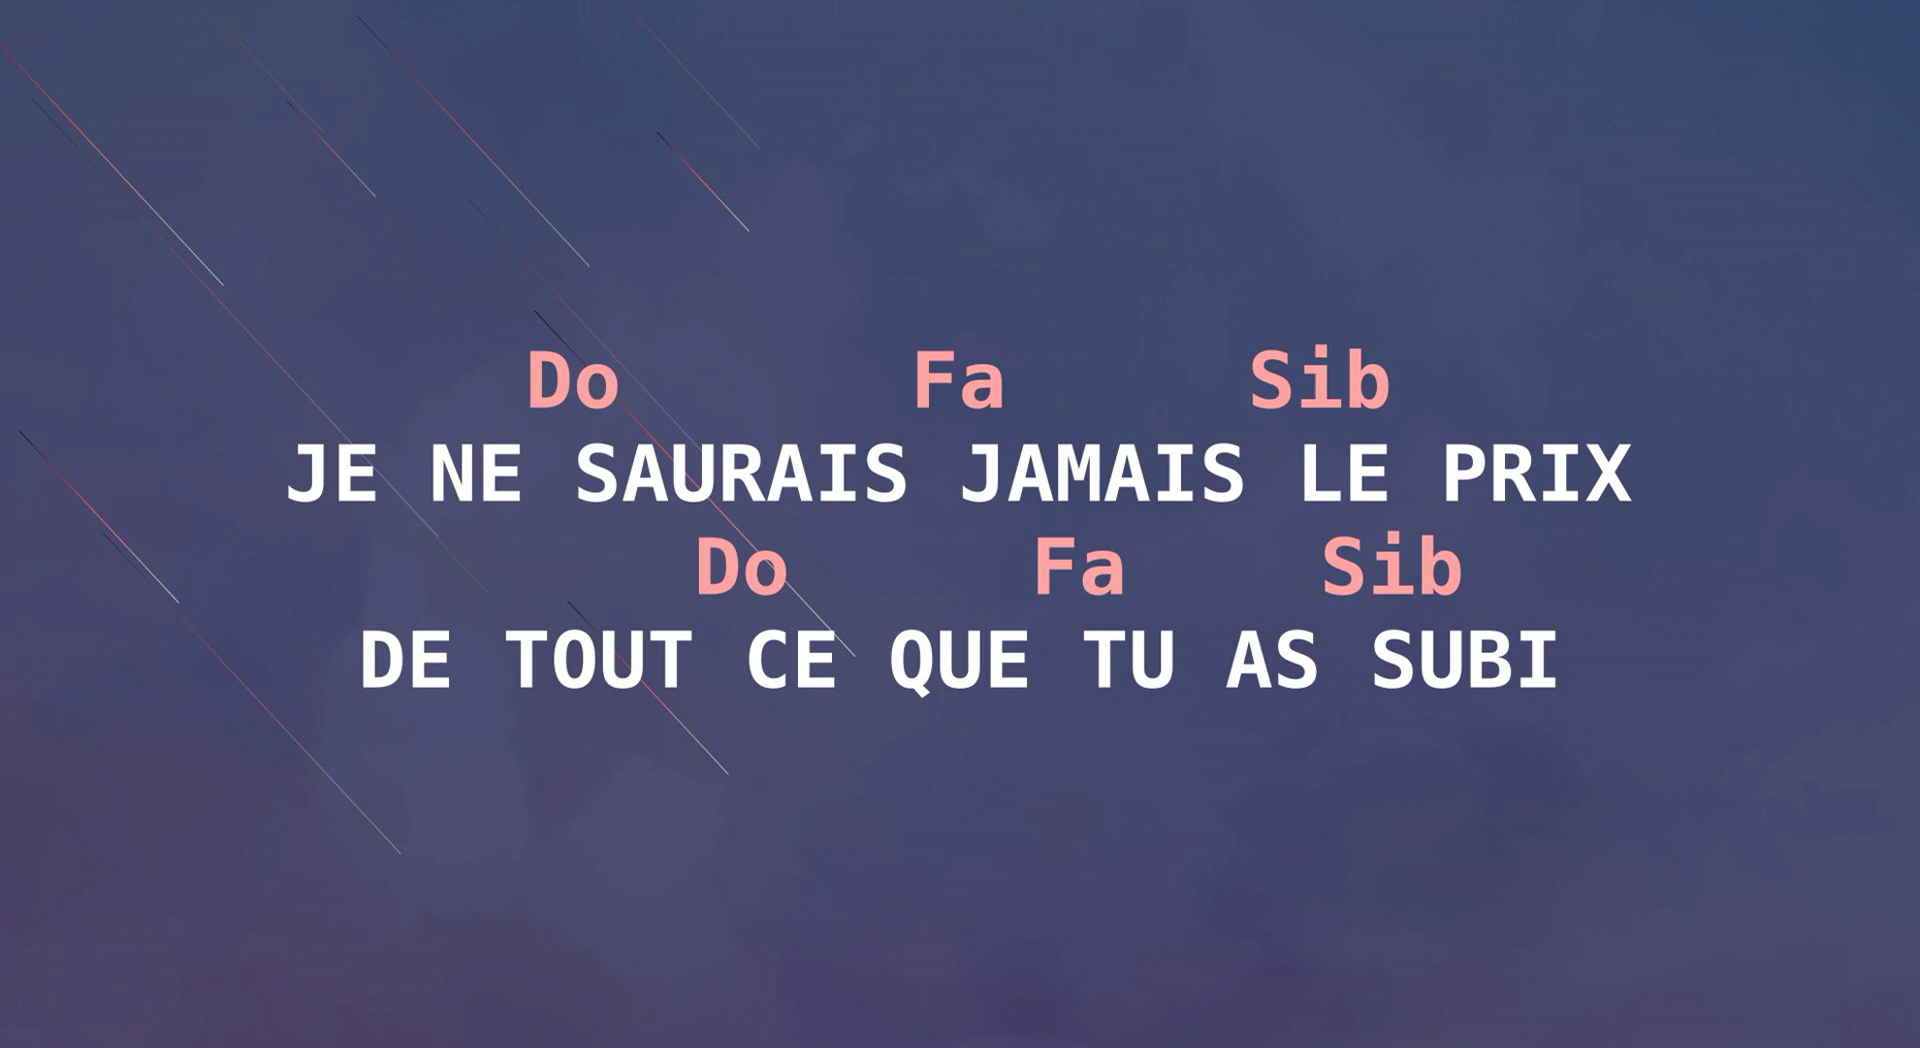 Do Fa Sib
JE NE SAURAIS JAMAIS LE PRIX
Do Fa Sib
DE TOUT CE QUE TU AS SUBI